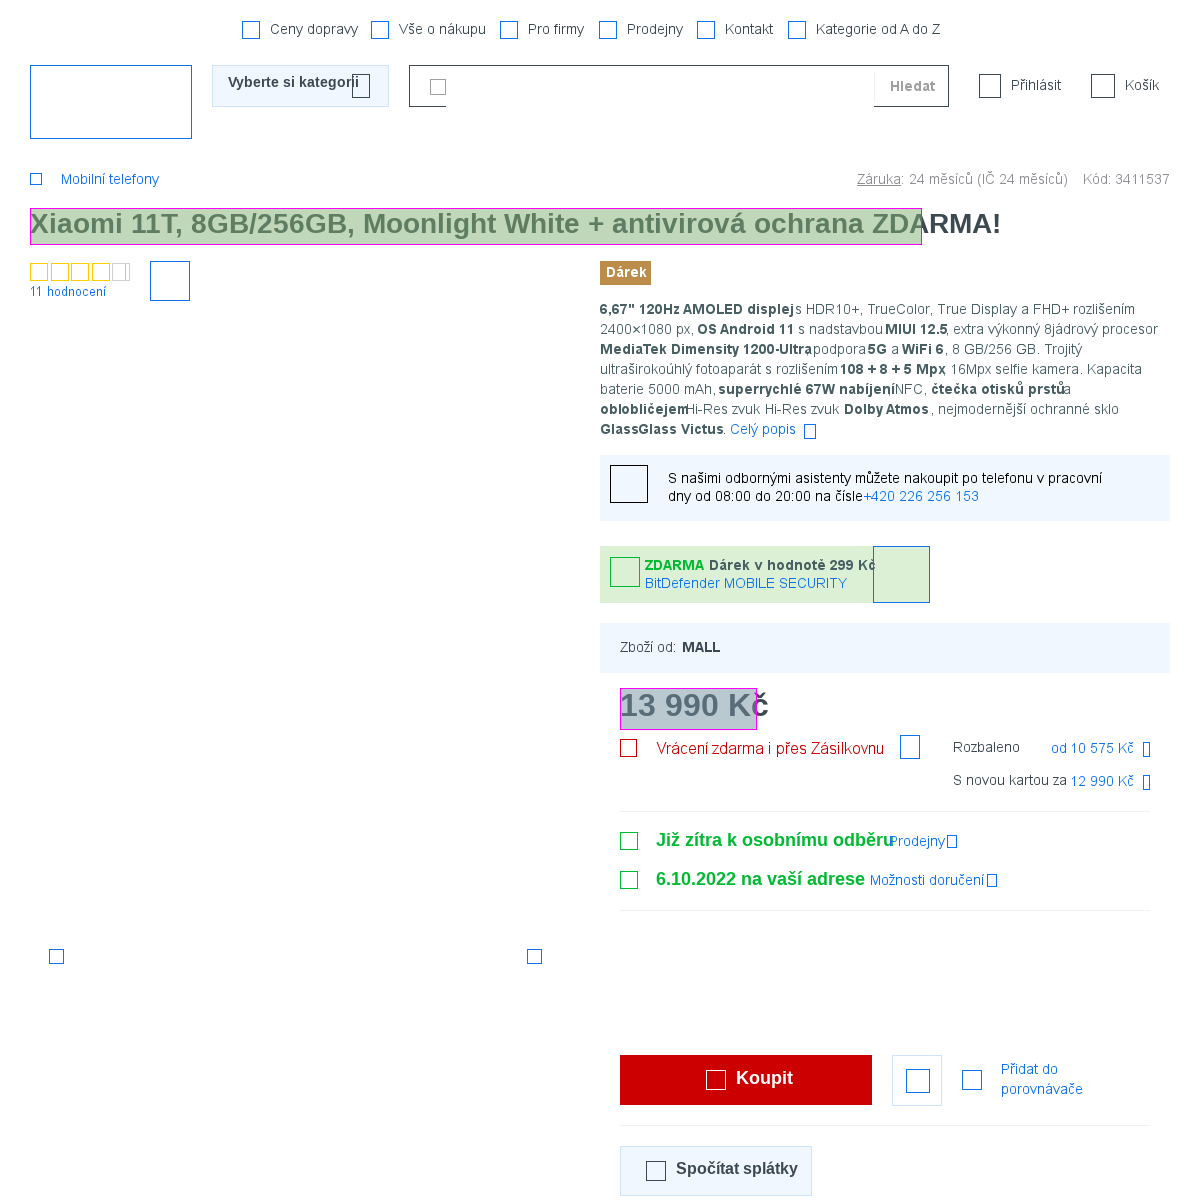 Ceny dopravy Vše o nákupu Pro firmy Prodejny Kontakt Kategorie od A do Z
Vyberte si kategorii Hledat Přihlásit Košík
Mobilní telefony Záruka: 24 měsíců (IČ 24 měsíců) Kód: 3411537
Xiaomi 11T, 8GB/256GB, Moonlight White + antivirová ochrana ZDARMA!
11 hodnocení
Dárek
6,67" 120Hz AMOLED displej s HDR10+, TrueColor, True Display a FHD+ rozlišením
2400×1080 px, OS Android 11 s nadstavbou MIUI 12.5, extra výkonný 8jádrový procesor
MediaTek Dimensity 1200-Ultra, podpora 5G a WiFi 6, 8 GB/256 GB. Trojitý
ultraširokoúhlý fotoaparát s rozlišením 108 + 8 + 5 Mpx, 16Mpx selfie kamera. Kapacita
baterie 5000 mAh, superrychlé 67W nabíjení, NFC, čtečka otisků prstů a
oblobličejem Hi-Res zvuk Hi-Res zvuk Dolby Atmos, nejmodernější ochranné sklo
GlassGlass Victus. Celý popis
S našimi odbornými asistenty můžete nakoupit po telefonu v pracovní
dny od 08:00 do 20:00 na čísle +420 226 256 153
ZDARMA Dárek v hodnotě 299 Kč
BitDefender MOBILE SECURITY
Zboží od: MALL
13 990 Kč
Vrácení zdarma i přes Zásilkovnu Rozbaleno od 10 575 Kč
S novou kartou za 12 990 Kč
Již zítra k osobnímu odběru Prodejny
6.10.2022 na vaší adrese Možnosti doručení
Koupit
Přidat do
porovnávače
Spočítat splátky